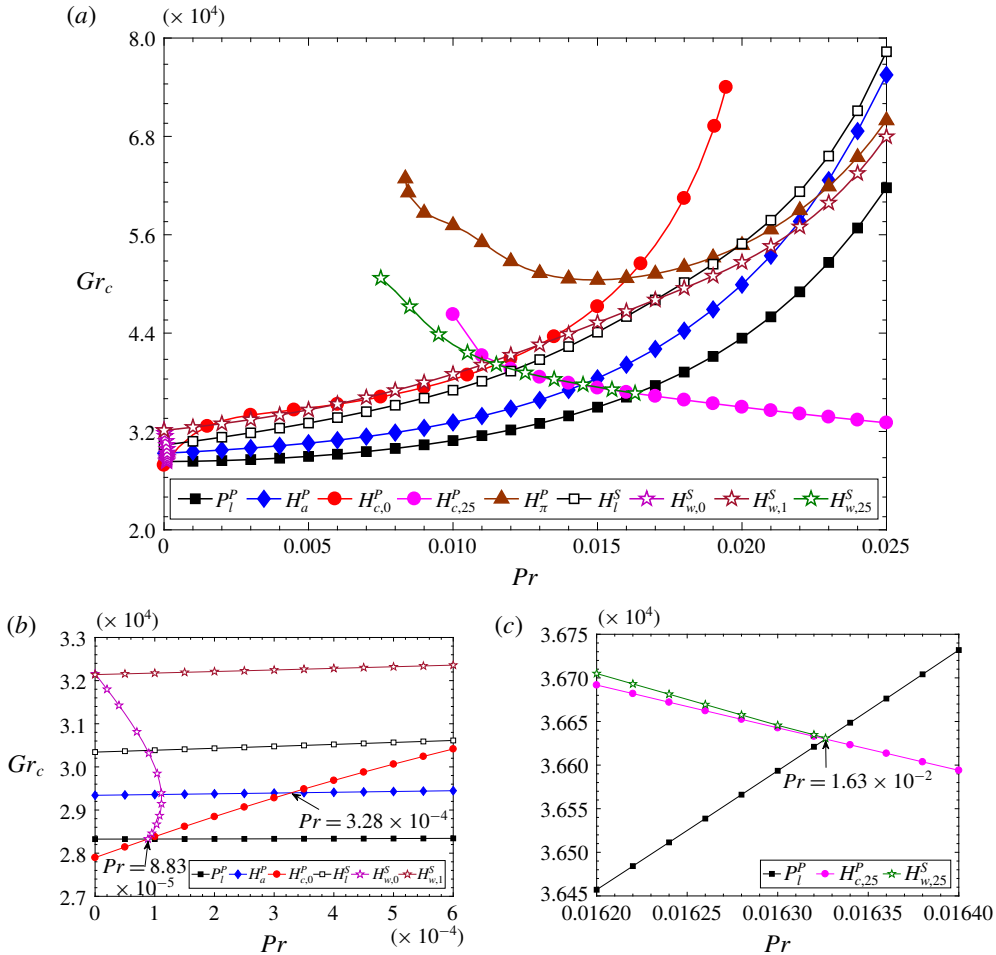 (a)
(× 10⁴)
8.0
6.8
5.6
4.4
3.2
2.0
Gr_c
P_l^P H_a^P H_{c,0}^P H_{c,25}^P H_π^P H_l^S H_{w,0}^S H_{w,1}^S H_{w,25}^S
0 0.005 0.010 0.015 0.020 0.025
Pr
(b)
(× 10⁴)
3.3
3.2
3.1
3.0
2.9
2.8
2.7
Gr_c
Pr = 3.28 × 10⁻⁴
Pr = 8.83
× 10⁻⁵
P_l^P H_a^P H_{c,0}^P H_l^S H_{w,0}^S H_{w,1}^S
0 1 2 3 4 5 6
Pr
(× 10⁻⁴)
(c)
(× 10⁴)
3.675
3.670
3.665
3.660
3.655
3.650
3.645
Pr = 1.63 × 10⁻²
P_l^P H_{c,25}^P H_{w,25}^S
0.01620 0.01625 0.01630 0.01635 0.01640
Pr